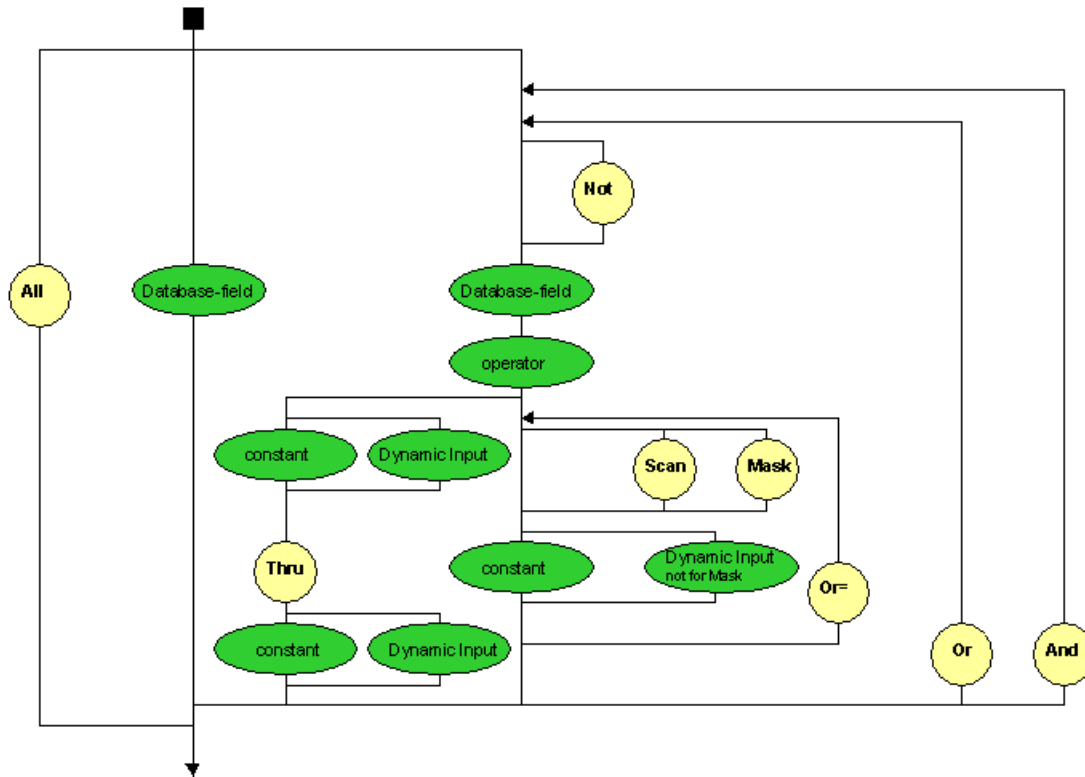 Not
All
Database-field
Database-field
operator
constant
Dynamic Input
Scan
Mask
Thru
constant
Dynamic Input
not for Mask
Or=
constant
Dynamic Input
Or
And